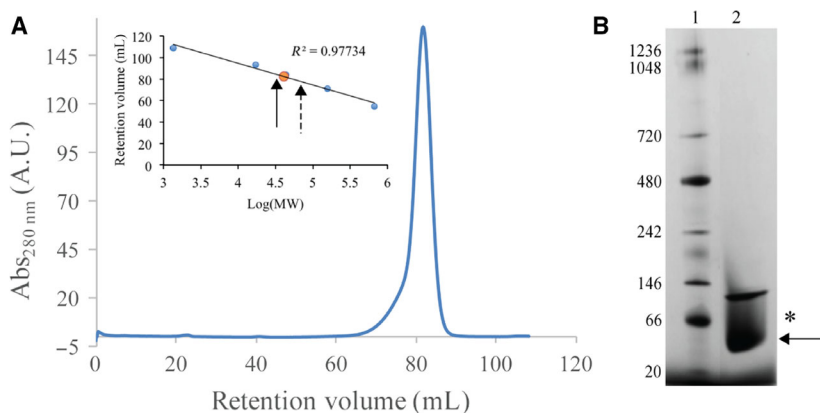 A
145
120
95
70
45
20
−5
Abs280 nm (A.U.)
0 20 40 60 80 100 120
Retention volume (mL)
140
120
100
80
60
40
20
0
Retention volume (mL)
R² = 0.97734
3 3.5 4 4.5 5 5.5 6
Log(MW)
B
1 2
1236
1048
720
480
242
146
66 *
20